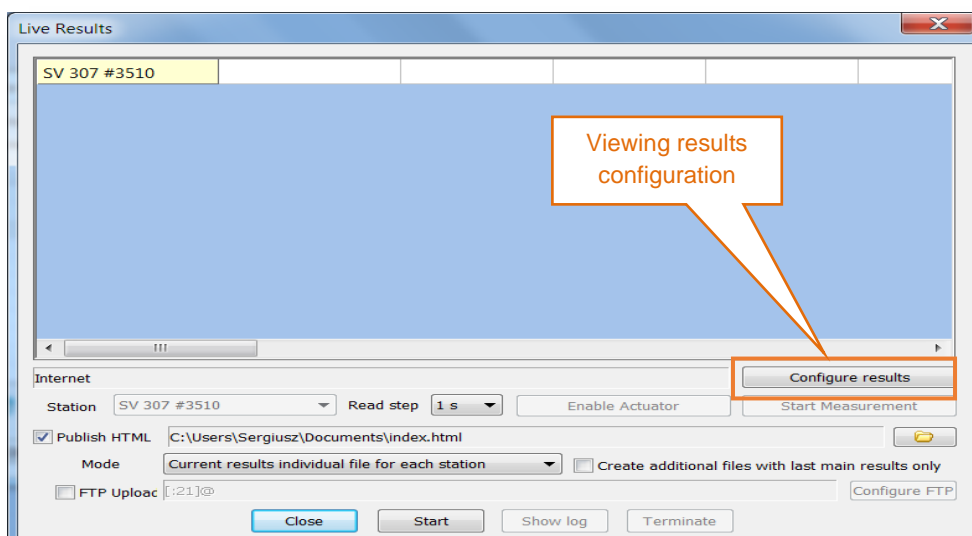 Live Results
SV 307 #3510
Viewing results
configuration
Internet
Configure results
Station SV 307 #3510 Read step 1 s Enable Actuator Start Measurement
Publish HTML C:\Users\Sergiusz\Documents\index.html
Mode Current results individual file for each station Create additional files with last main results only
FTP Uploac [:21]@ Configure FTP
Close Start Show log Terminate